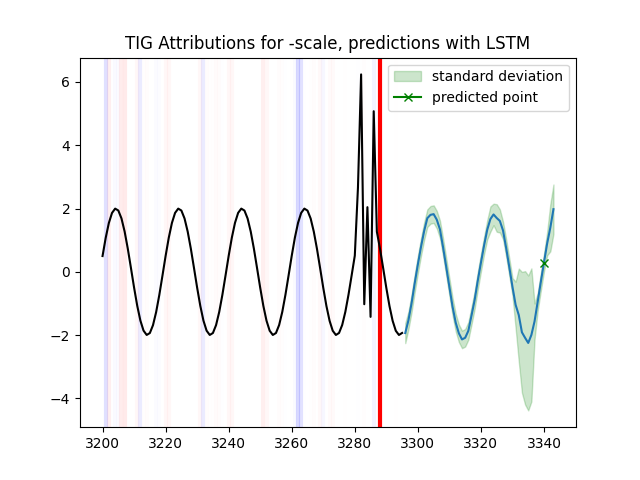 TIG Attributions for -scale, predictions with LSTM
standard deviation
predicted point
6
4
2
0
−2
−4
3200 3220 3240 3260 3280 3300 3320 3340